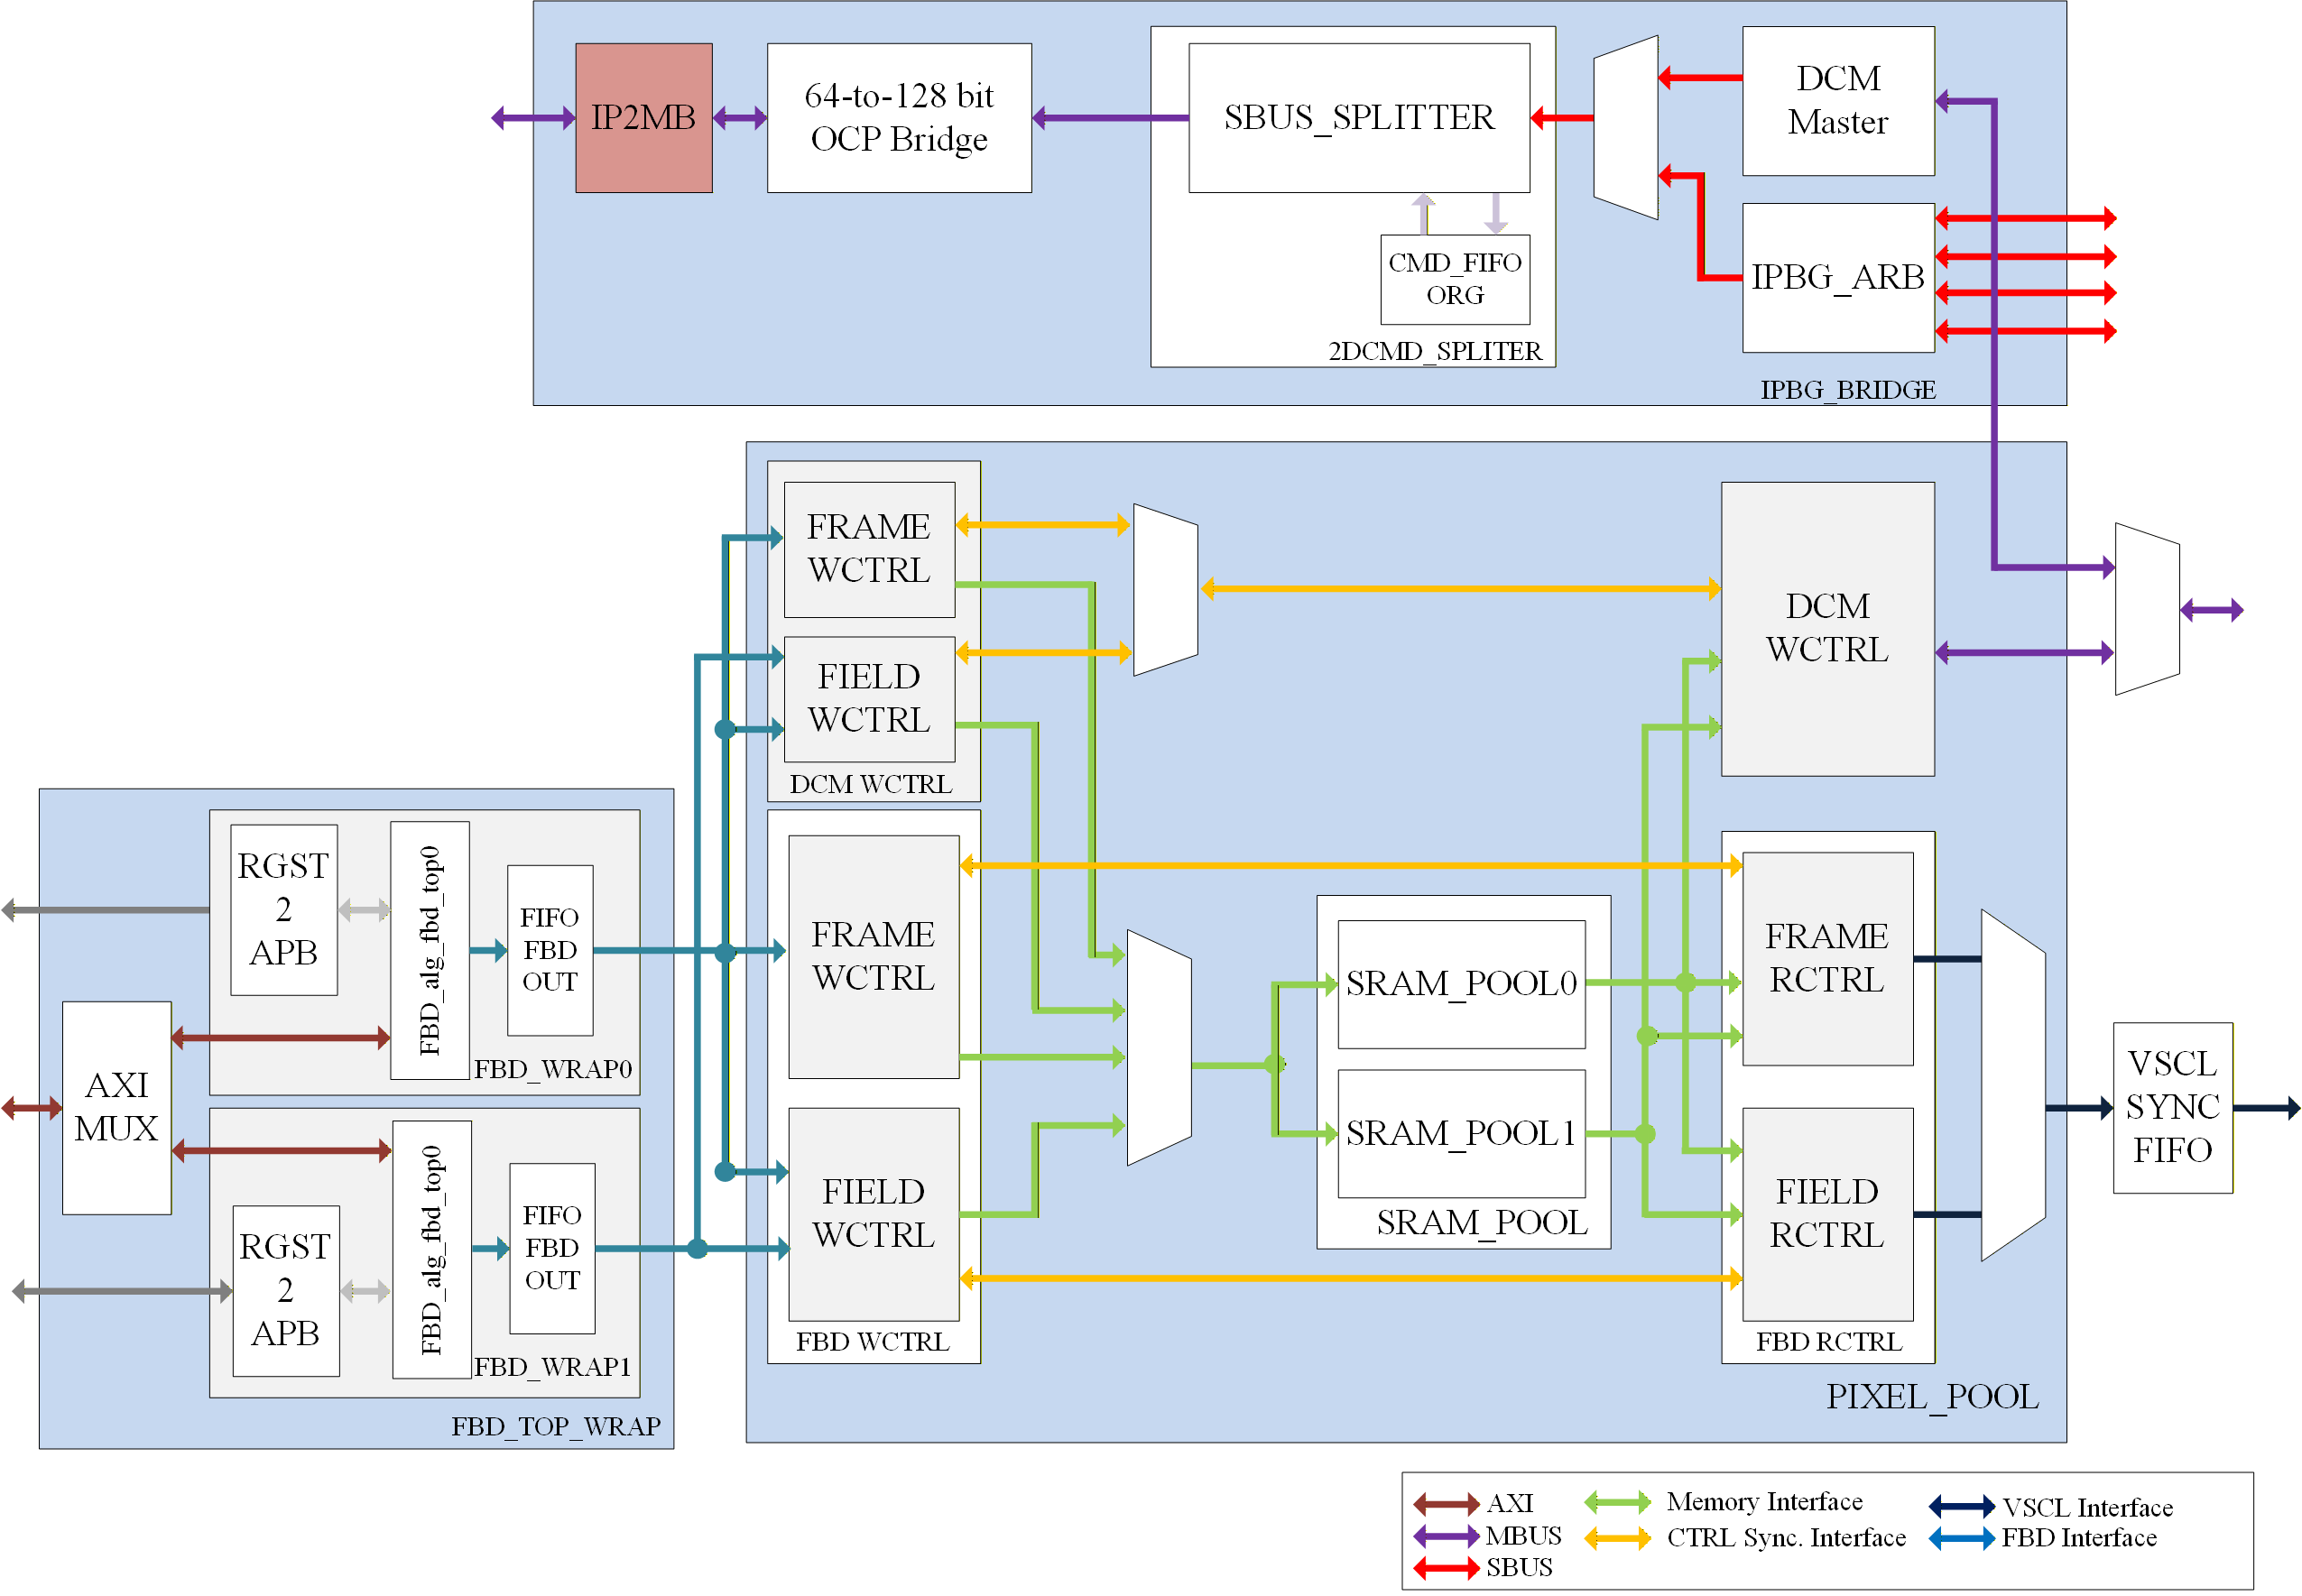 IP2MB
64-to-128 bit
OCP Bridge
SBUS_SPLITTER
CMD_FIFO
ORG
2DCMD_SPLITER
DCM
Master
IPBG_ARB
IPBG_BRIDGE
FRAME
WCTRL
FIELD
WCTRL
DCM WCTRL
DCM
WCTRL
RGST
2
APB
FBD_alg_fbd_top0
FIFO
FBD
OUT
FBD_WRAP0
AXI
MUX
RGST
2
APB
FBD_alg_fbd_top0
FIFO
FBD
OUT
FBD_WRAP1
FBD_TOP_WRAP
FRAME
WCTRL
FIELD
WCTRL
FBD WCTRL
SRAM_POOL0
SRAM_POOL1
SRAM_POOL
FRAME
RCTRL
FIELD
RCTRL
FBD RCTRL
PIXEL_POOL
VSCL
SYNC
FIFO
AXI
MBUS
SBUS
Memory Interface
CTRL Sync. Interface
VSCL Interface
FBD Interface